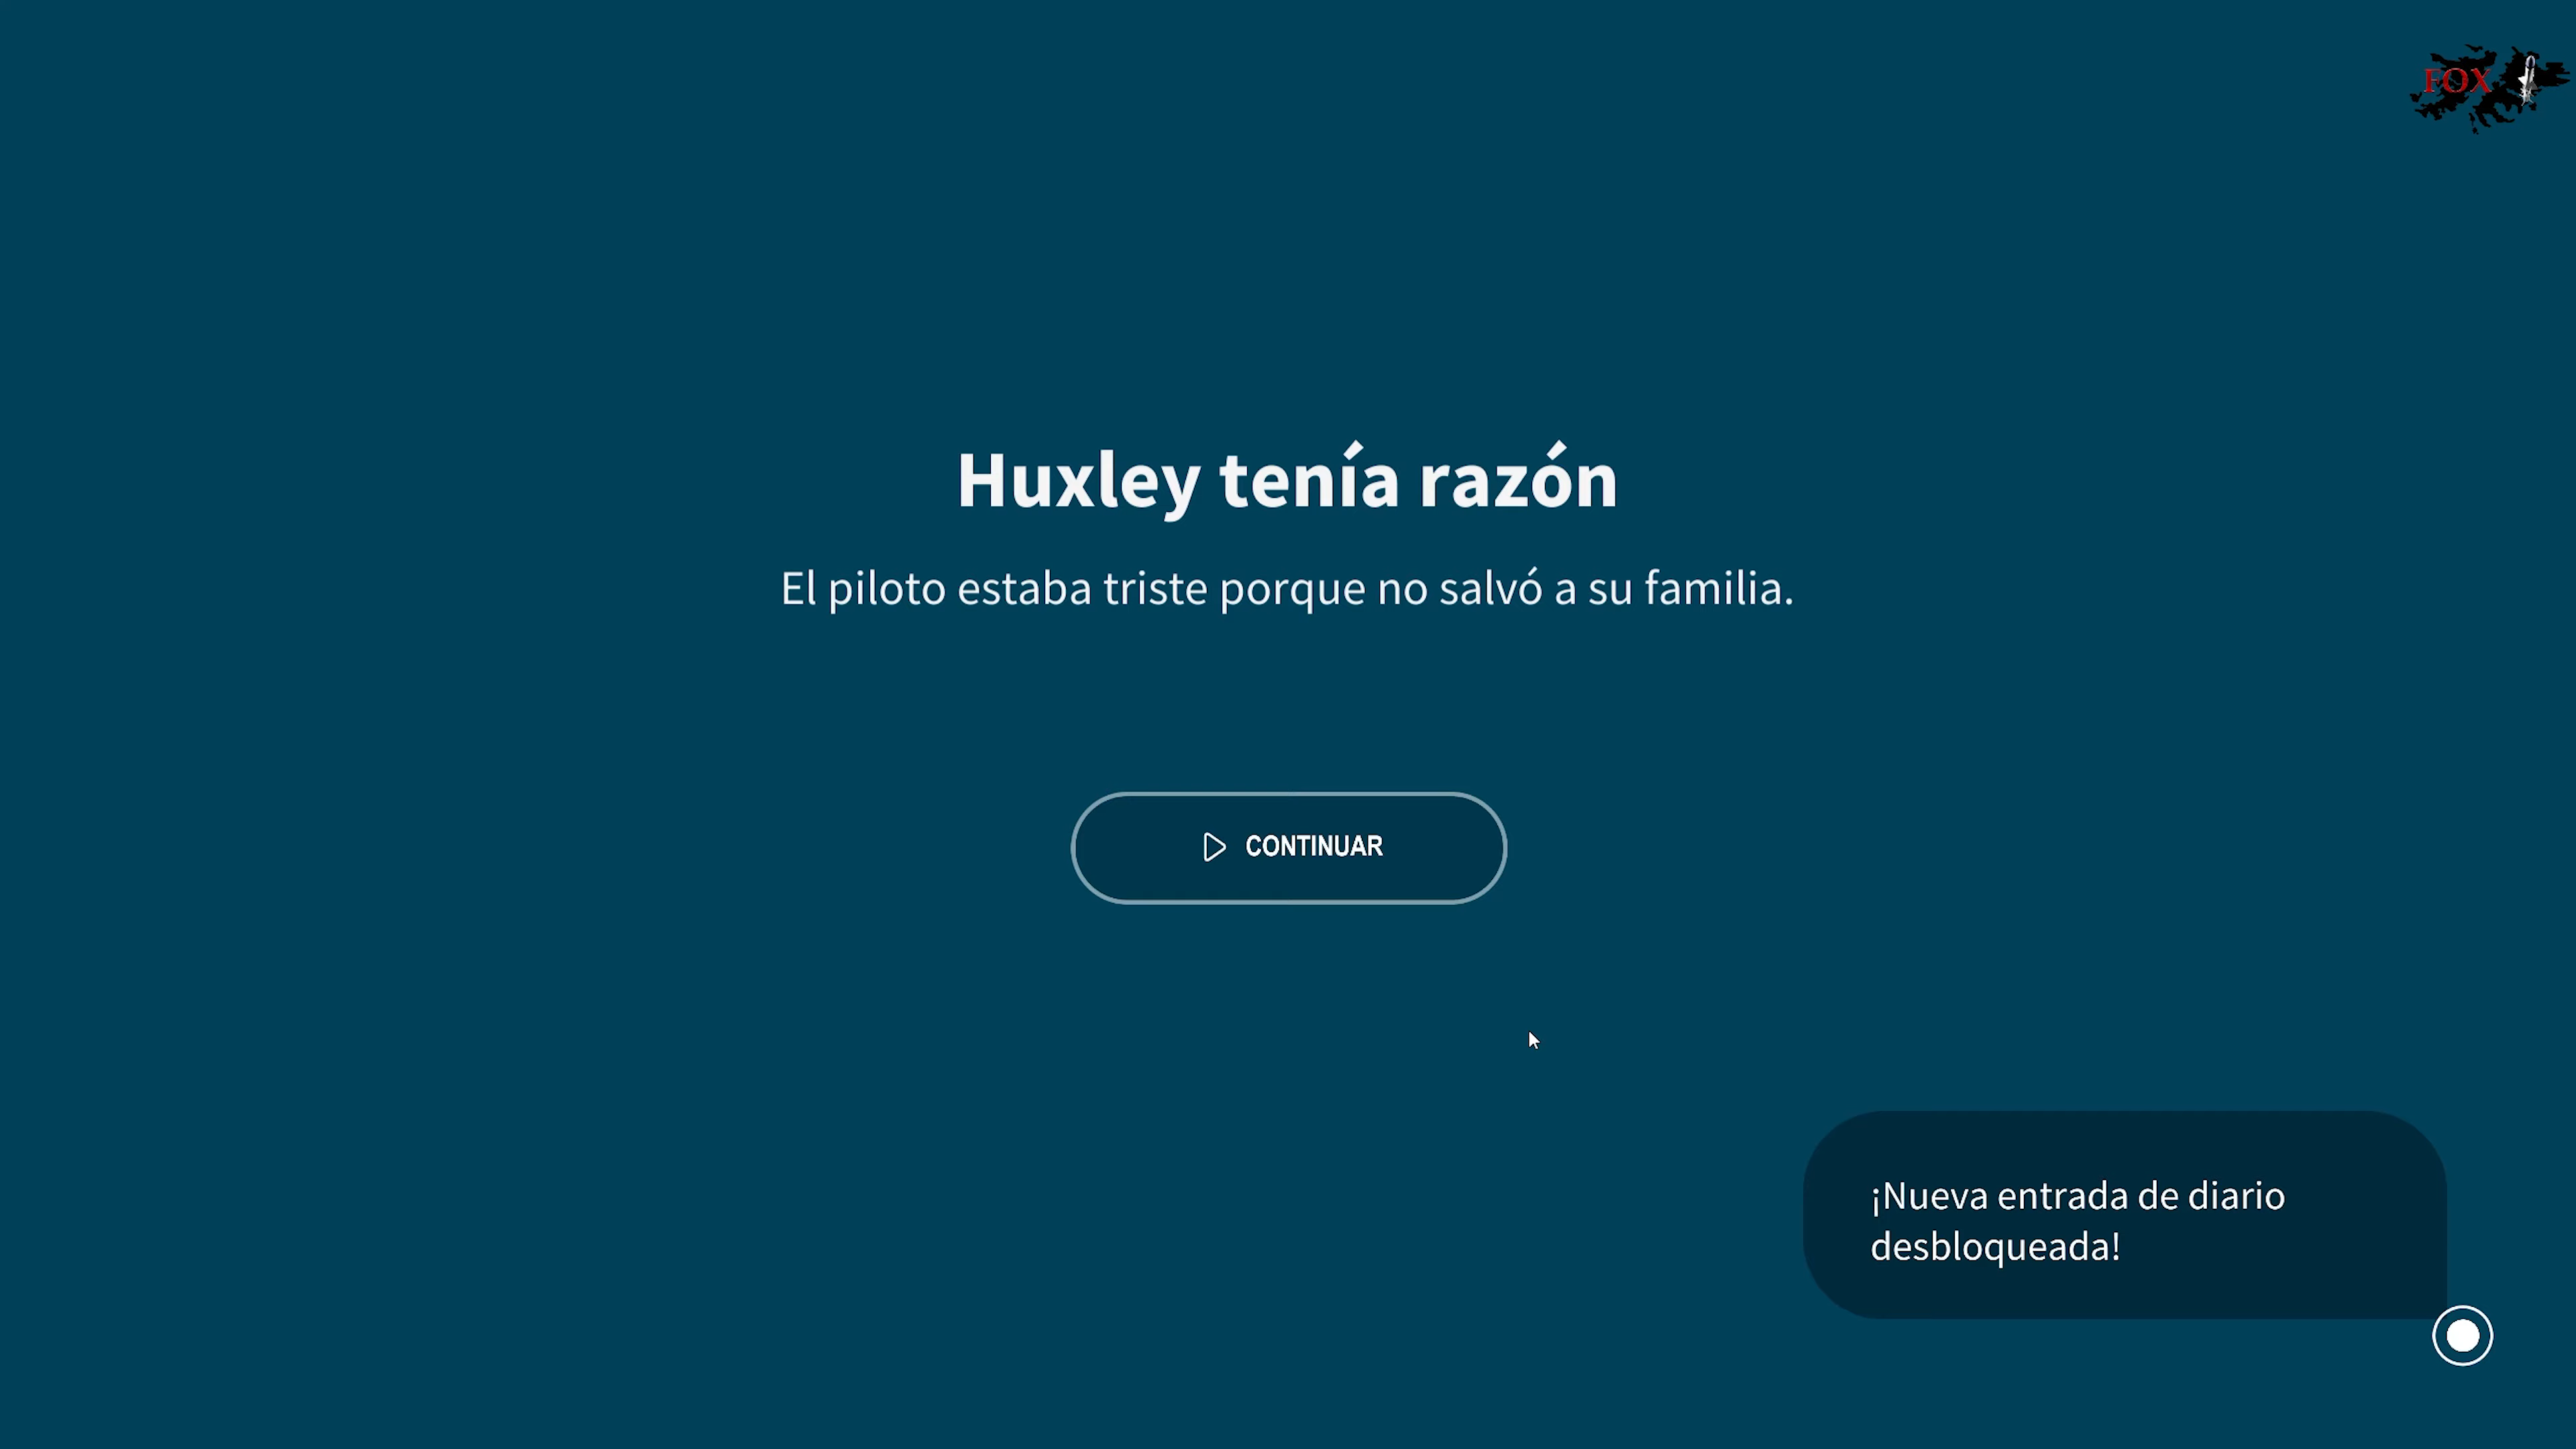 FOX
Huxley tenía razón
El piloto estaba triste porque no salvó a su familia.
CONTINUAR
¡Nueva entrada de diario
desbloqueada!